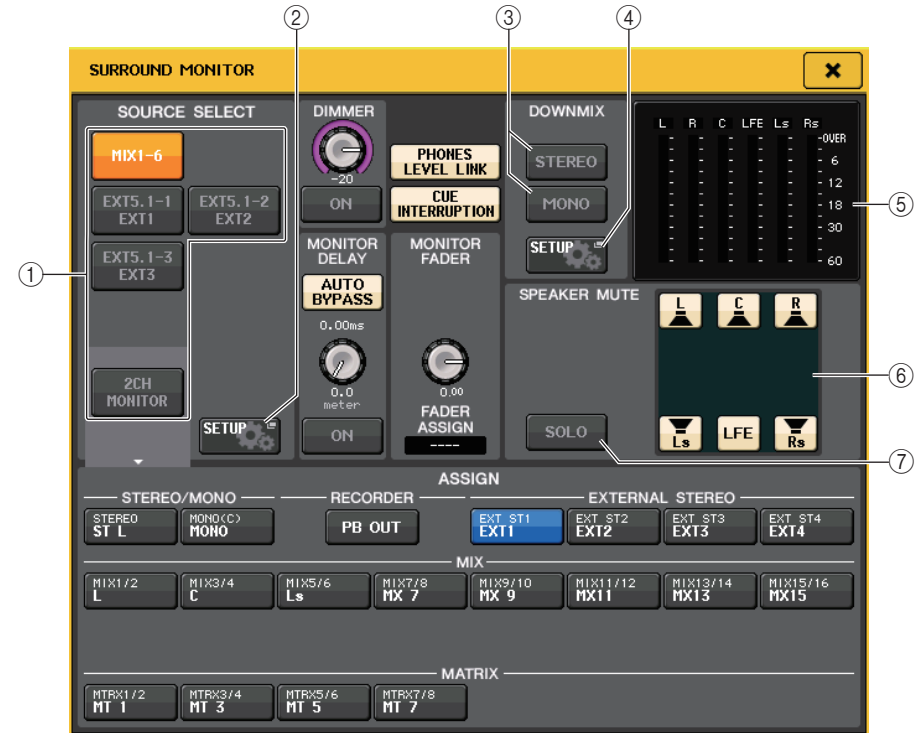 ② ③ ④
SURROUND MONITOR ×
SOURCE SELECT
MIX1-6
EXT5.1-1
EXT1
EXT5.1-2
EXT2
EXT5.1-3
EXT3
①
2CH
MONITOR
SETUP
DIMMER
-20
ON
PHONES
LEVEL LINK
CUE
INTERRUPTION
MONITOR
DELAY
AUTO
BYPASS
0.00ms
0.0
meter
ON
MONITOR
FADER
0.00
FADER
ASSIGN
----
DOWNMIX
STEREO
MONO
SETUP
L R C LFE Ls Rs
OVER
6
12
18
30
60
⑤
SPEAKER MUTE
L C R
Ls LFE Rs
⑥
SOLO
⑦
ASSIGN
STEREO/MONO
RECORDER
EXTERNAL STEREO
STEREO
ST L
MONO(C)
MONO
PB OUT
EXT ST1
EXT1
EXT ST2
EXT2
EXT ST3
EXT3
EXT ST4
EXT4
MIX
MIX1/2
L
MIX3/4
C
MIX5/6
Ls
MIX7/8
MX 7
MIX9/10
MX 9
MIX11/12
MX11
MIX13/14
MX13
MIX15/16
MX15
MATRIX
MTRX1/2
MT 1
MTRX3/4
MT 3
MTRX5/6
MT 5
MTRX7/8
MT 7